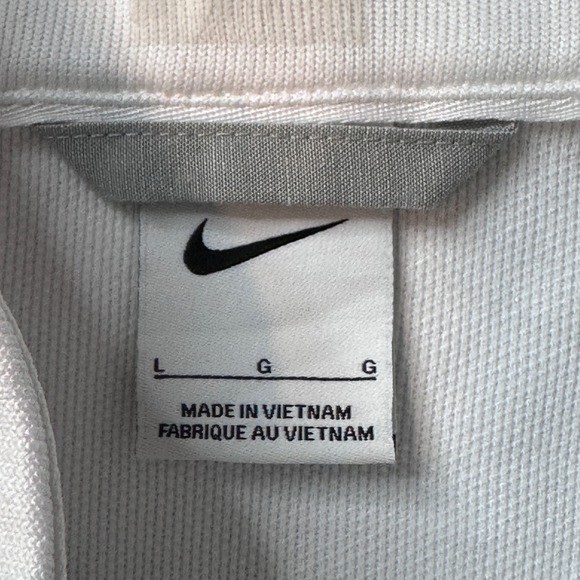 L G G
MADE IN VIETNAM
FABRIQUE AU VIETNAM